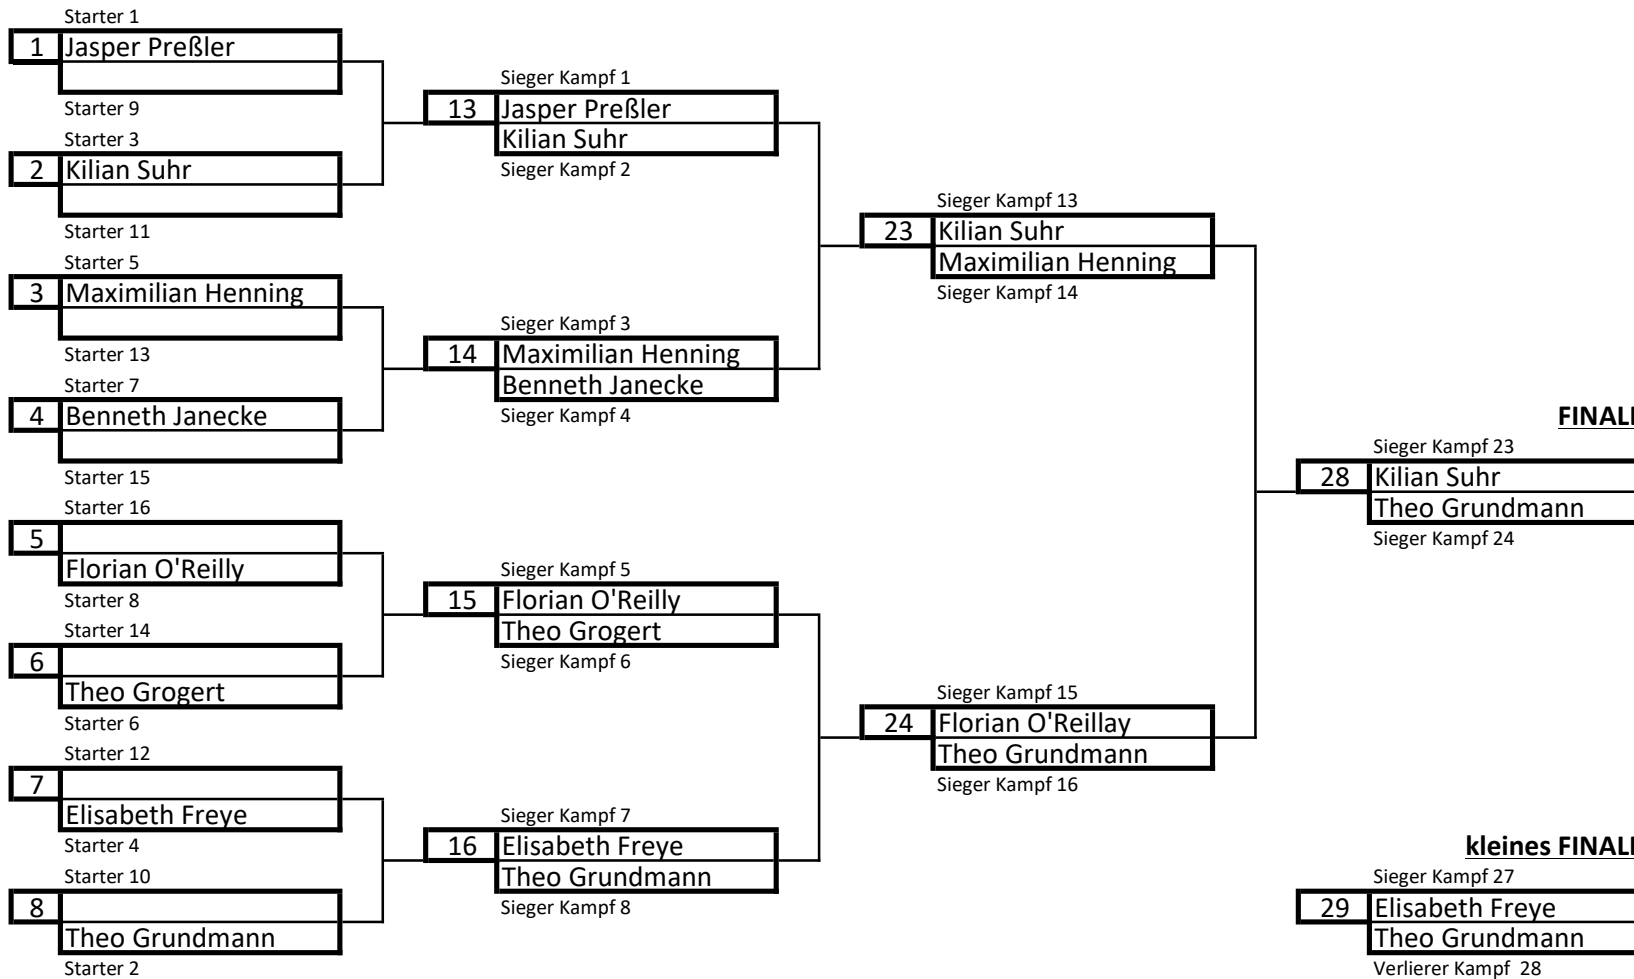 Starter 1
1 Jasper Preßler
Starter 9
Starter 3
2 Kilian Suhr
Starter 11
Starter 5
3 Maximilian Henning
Starter 13
Starter 7
4 Benneth Janecke
Starter 15
Starter 16
5
Florian O'Reilly
Starter 8
Starter 14
6
Theo Grogert
Starter 6
Starter 12
7
Elisabeth Freye
Starter 4
Starter 10
8
Theo Grundmann
Starter 2
Sieger Kampf 1
13 Jasper Preßler
Kilian Suhr
Sieger Kampf 2
Sieger Kampf 3
14 Maximilian Henning
Benneth Janecke
Sieger Kampf 4
Sieger Kampf 5
15 Florian O'Reilly
Theo Grogert
Sieger Kampf 6
Sieger Kampf 7
16 Elisabeth Freye
Theo Grundmann
Sieger Kampf 8
Sieger Kampf 13
23 Kilian Suhr
Maximilian Henning
Sieger Kampf 14
Sieger Kampf 15
24 Florian O'Reillay
Theo Grundmann
Sieger Kampf 16
FINAL
Sieger Kampf 23
28 Kilian Suhr
Theo Grundmann
Sieger Kampf 24
kleines FINAL
Sieger Kampf 27
29 Elisabeth Freye
Theo Grundmann
Verlierer Kampf 28